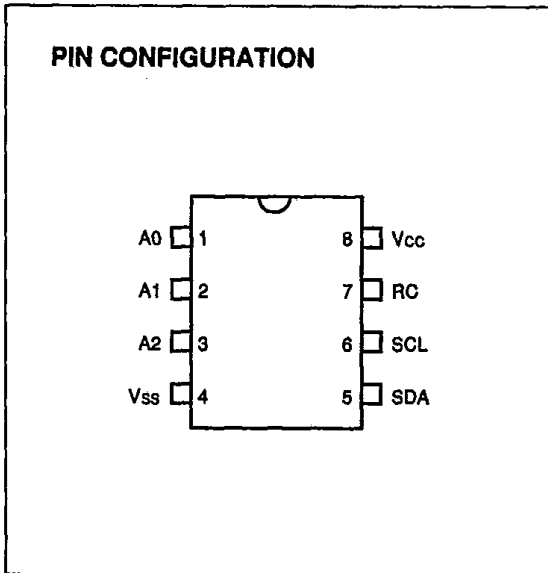 PIN CONFIGURATION
A0 1 8 Vcc
A1 2 7 RC
A2 3 6 SCL
Vss 4 5 SDA